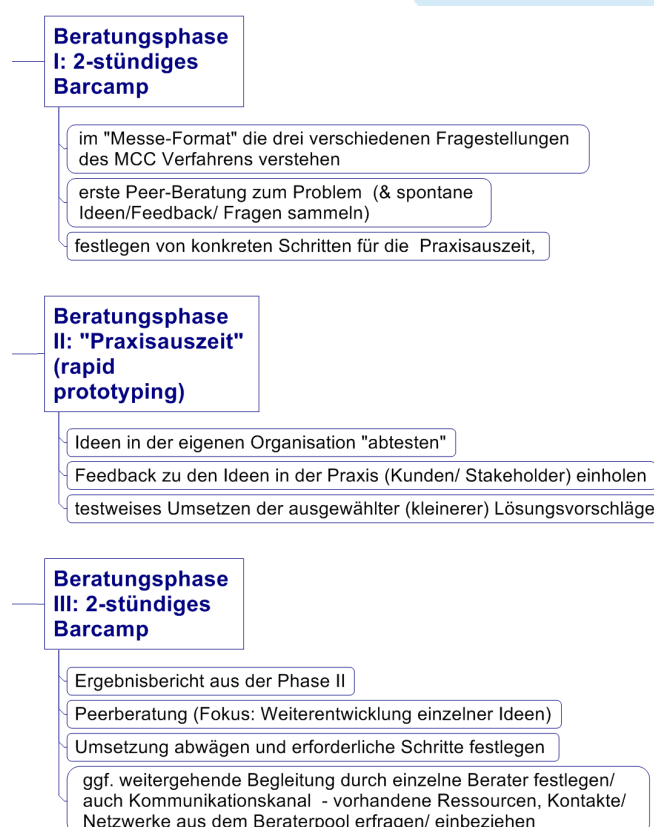 Beratungsphase
I: 2-stündiges
Barcamp
im "Messe-Format" die drei verschiedenen Fragestellungen
des MCC Verfahrens verstehen
erste Peer-Beratung zum Problem (& spontane
Ideen/Feedback/ Fragen sammeln)
festlegen von konkreten Schritten für die Praxisauszeit,
Beratungsphase
II: "Praxisauszeit"
(rapid
prototyping)
Ideen in der eigenen Organisation "abtesten"
Feedback zu den Ideen in der Praxis (Kunden/ Stakeholder) einholen
testweises Umsetzen der ausgewählter (kleinerer) Lösungsvorschläge
Beratungsphase
III: 2-stündiges
Barcamp
Ergebnisbericht aus der Phase II
Peerberatung (Fokus: Weiterentwicklung einzelner Ideen)
Umsetzung abwägen und erforderliche Schritte festlegen
ggf. weitergehende Begleitung durch einzelne Berater festlegen/
auch Kommunikationskanal - vorhandene Ressourcen, Kontakte/
Netzwerke aus dem Beraterpool erfragen/ einbeziehen